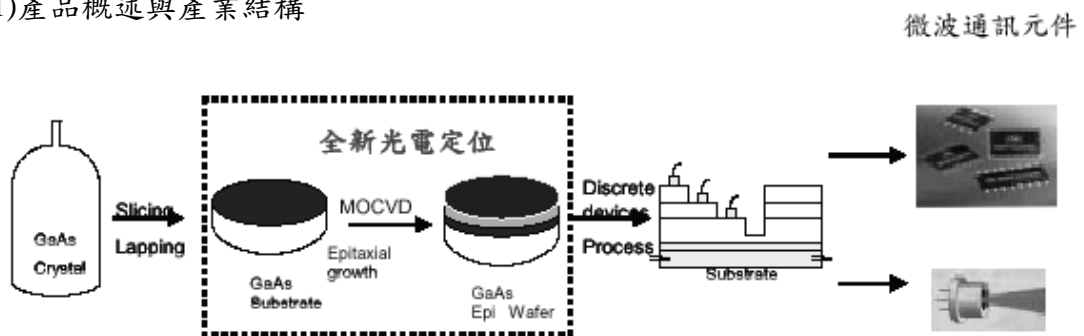 )產品概述與產業結構
微波通訊元件
全新光電定位
GaAs
Crystal
Slicing
Lapping
GaAs
Substrate
MOCVD
Epitaxial
growth
GaAs
Epi Wafer
Discrete
devices
Process
Substrate